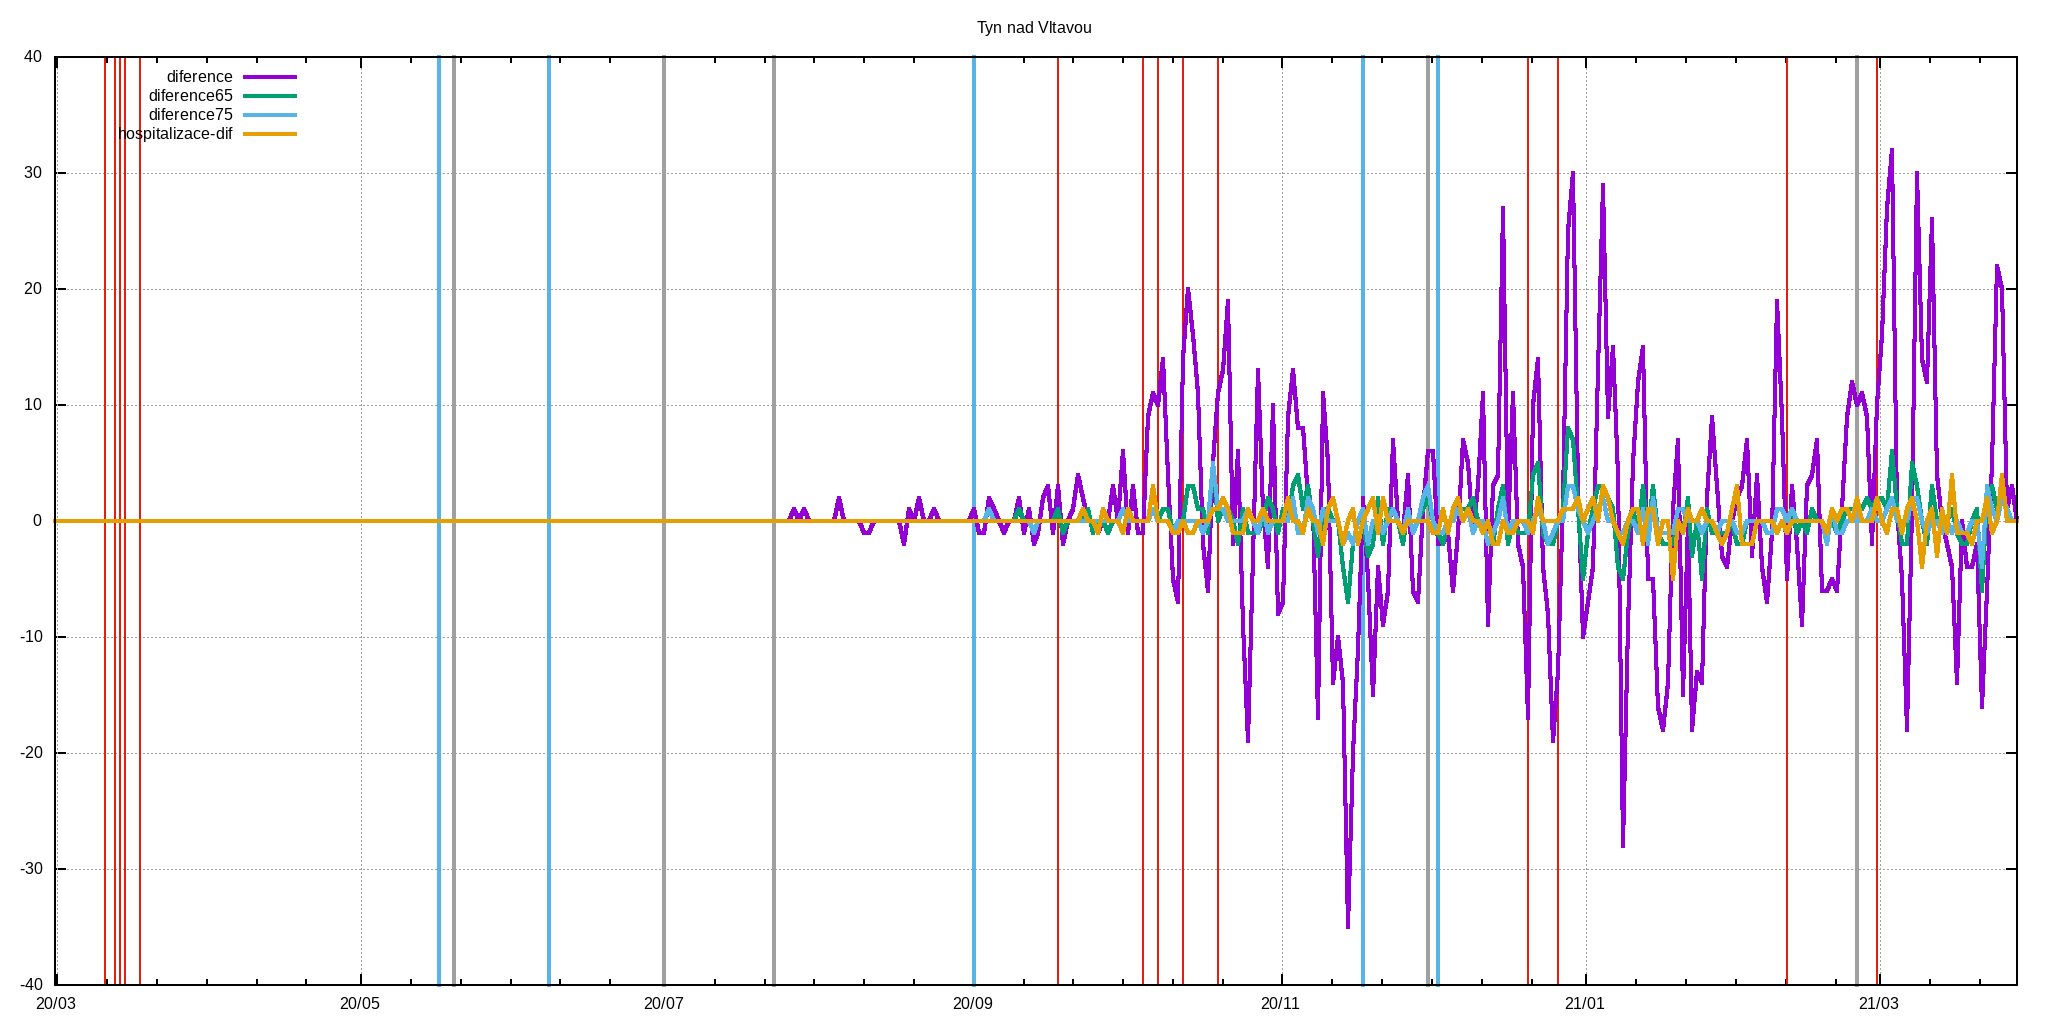 Tyn nad Vltavou
40
30
20
10
0
-10
-20
-30
-40
diference
diference65
diference75
hospitalizace-dif
20/03 20/05 20/07 20/09 20/11 21/01 21/03